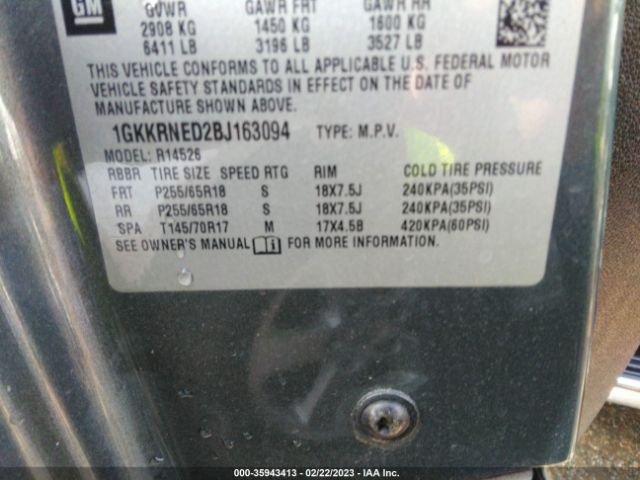 GM
GVWR GAWR FRT GAWR RR
2908 KG 1450 KG 1600 KG
6411 LB 3196 LB 3527 LB
THIS VEHICLE CONFORMS TO ALL APPLICABLE U.S. FEDERAL MOTOR
VEHICLE SAFETY STANDARDS IN EFFECT ON THE DATE OF
MANUFACTURE SHOWN ABOVE.
1GKKRNED2BJ163094 TYPE: M.P.V.
MODEL: R14526
RBBR TIRE SIZE SPEED RTG RIM COLD TIRE PRESSURE
FRT P255/65R18 S 18X7.5J 240KPA(35PSI)
RR P255/65R18 S 18X7.5J 240KPA(35PSI)
SPA T145/70R17 M 17X4.5B 420KPA(60PSI)
SEE OWNER'S MANUAL i FOR MORE INFORMATION.
000-35943413 - 02/22/2023 - IAA Inc.